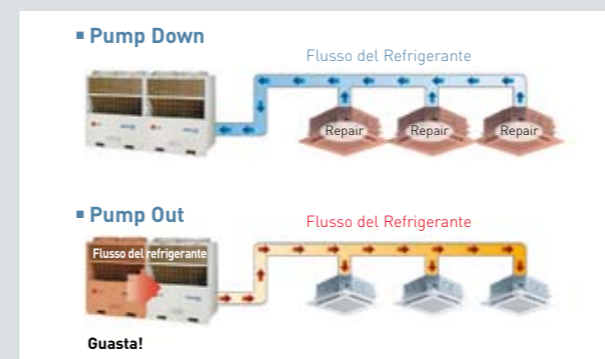 Pump Down
Flusso del Refrigerante
Repair Repair Repair
Pump Out
Flusso del Refrigerante
Flusso del refrigerante
Guasta!